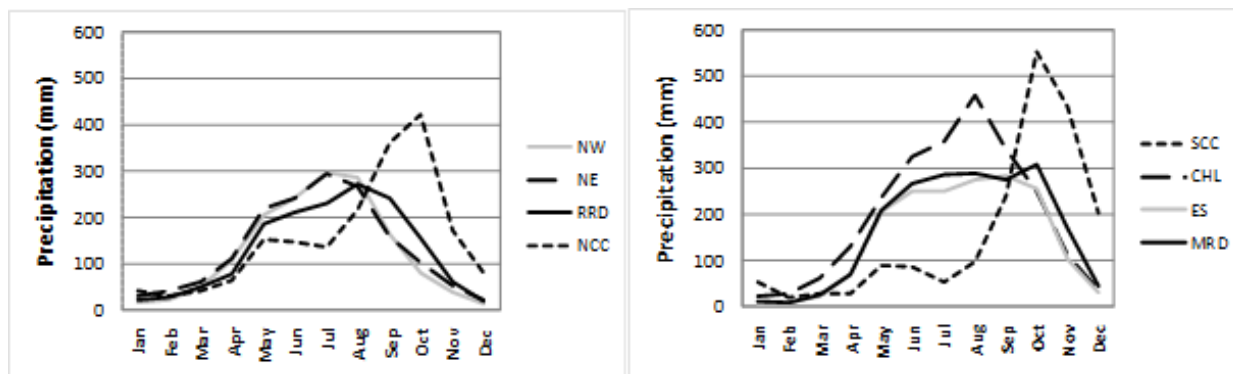 600
500
400
300
200
100
0
Precipitation (mm)
Jan Feb Mar Apr May Jun Jul Aug Sep Oct Nov Dec
NW
NE
RRD
NCC
600
500
400
300
200
100
0
Precipitation (mm)
Jan Feb Mar Apr May Jun Jul Aug Sep Oct Nov Dec
SCC
CHL
ES
MRD